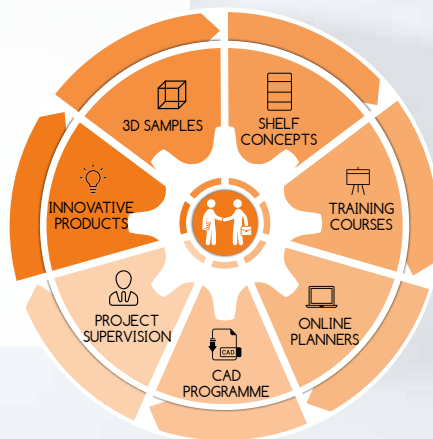 3D SAMPLES
SHELF
CONCEPTS
TRAINING
COURSES
ONLINE
PLANNERS
CAD
CAD
PROGRAMME
PROJECT
SUPERVISION
INNOVATIVE
PRODUCTS